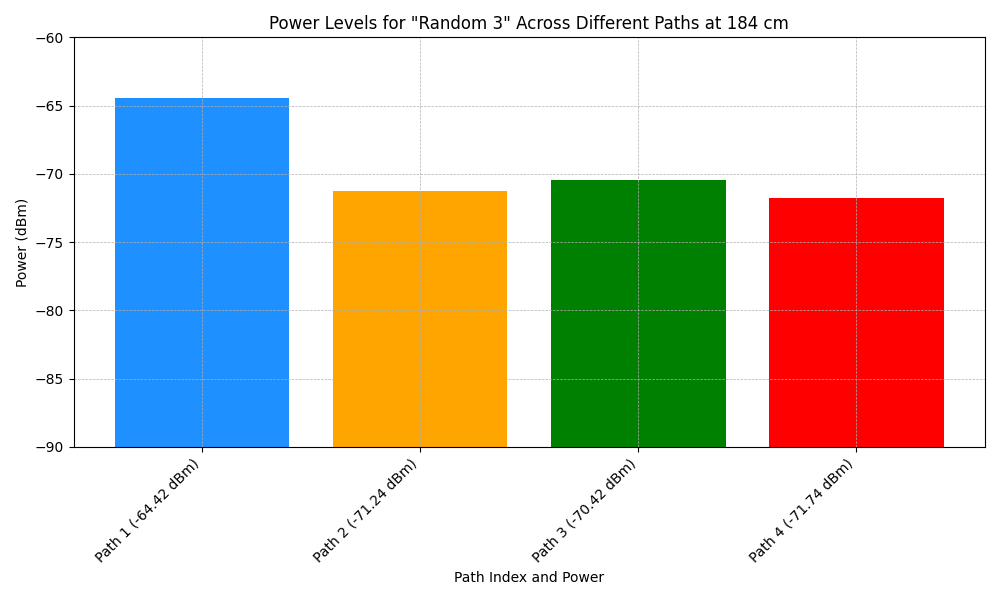 Power Levels for "Random 3" Across Different Paths at 184 cm
Power (dBm)
−60
−65
−70
−75
−80
−85
−90
Path 1 (-64.42 dBm)
Path 2 (-71.24 dBm)
Path 3 (-70.42 dBm)
Path 4 (-71.74 dBm)
Path Index and Power